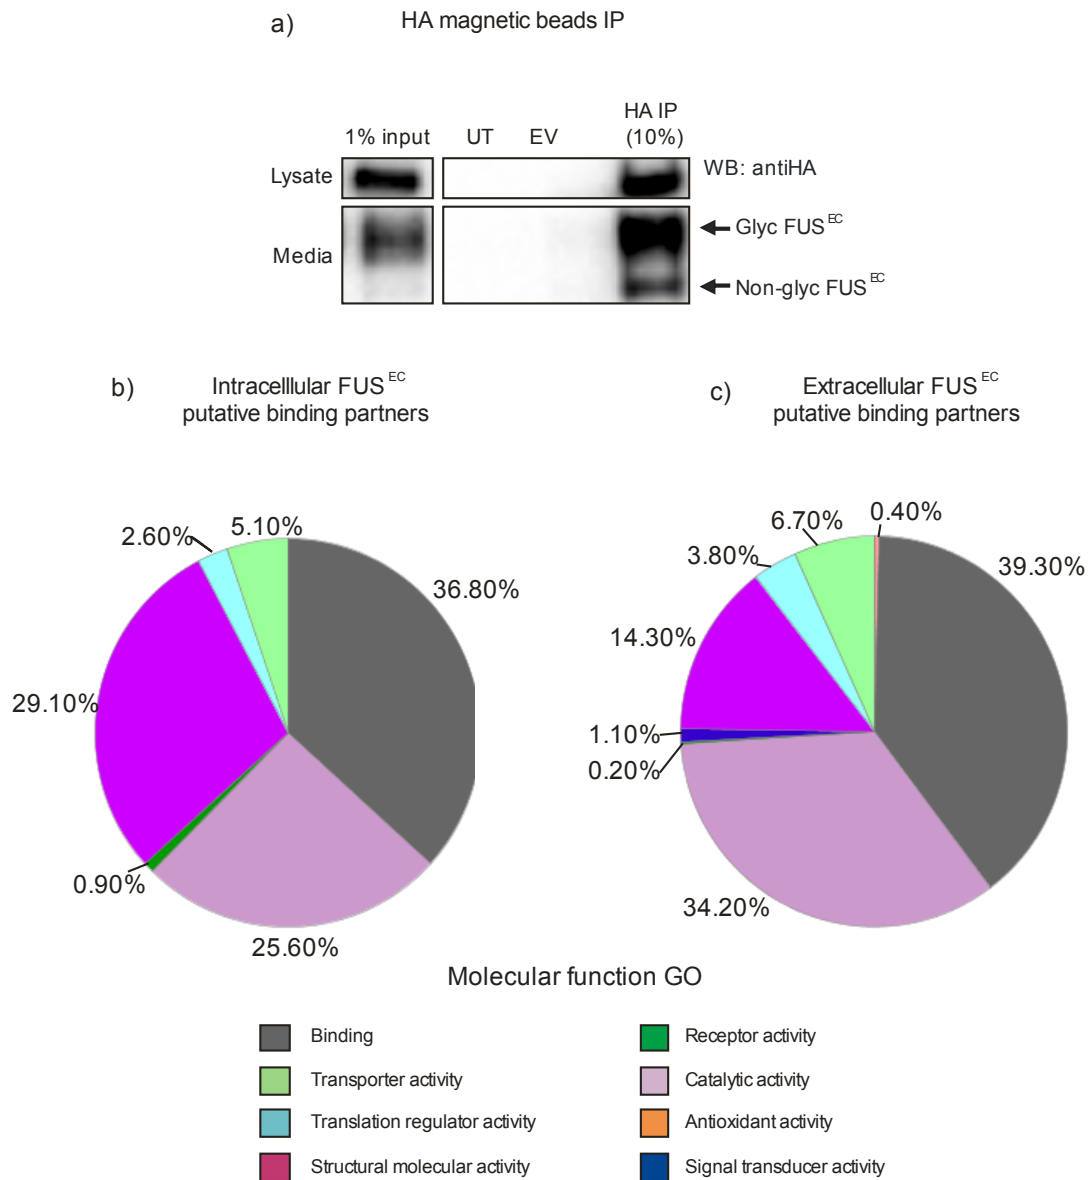 a) HA magnetic beads IP
HA IP
1% input UT EV (10%)
Lysate WB: antiHA
Glyc FUS EC
Media
Non-glyc FUS EC
b) Intracelllular FUS EC
putative binding partners
c) Extracellular FUS EC
putative binding partners
2.60% 5.10%
36.80%
29.10%
0.90%
25.60%
6.70% 0.40%
3.80% 39.30%
14.30%
1.10%
0.20%
34.20%
Molecular function GO
Binding Receptor activity
Transporter activity Catalytic activity
Translation regulator activity Antioxidant activity
Structural molecular activity Signal transducer activity